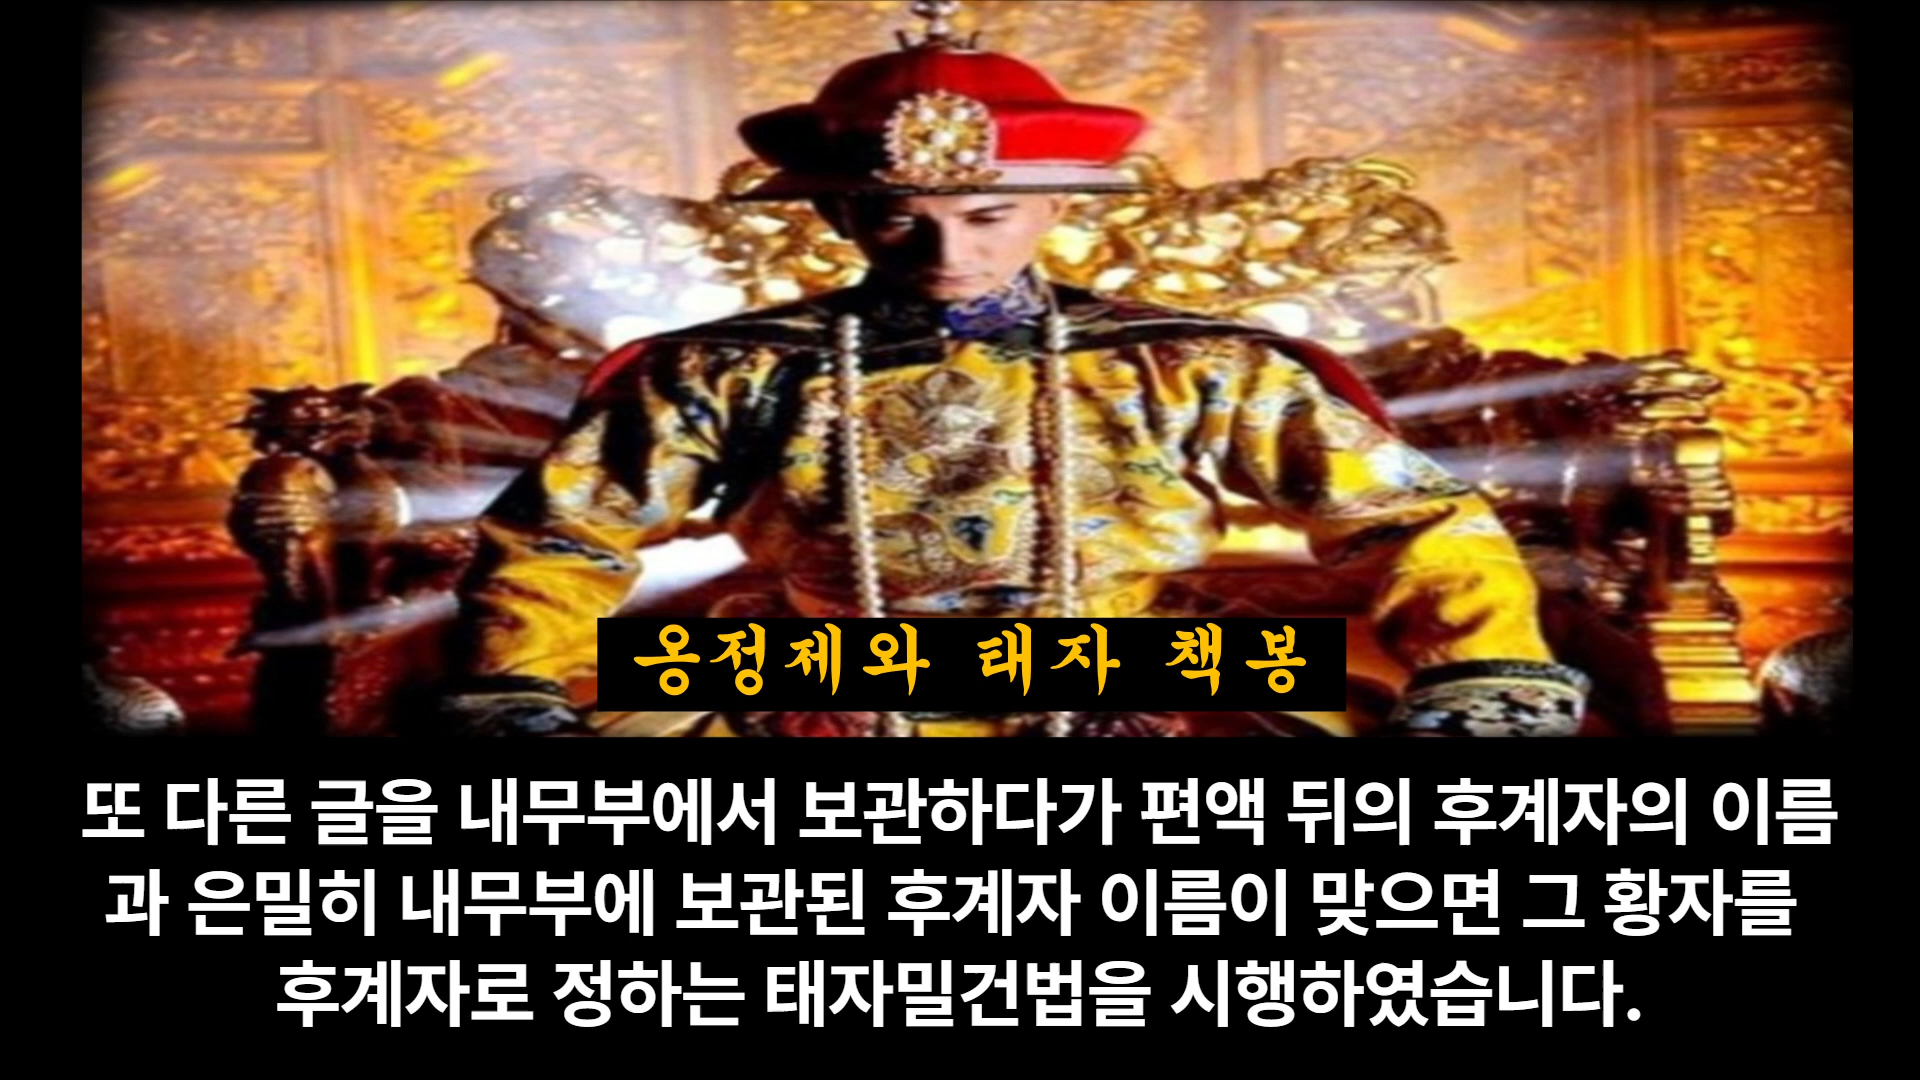 옹정제와 태자 책봉
또 다른 글을 내무부에서 보관하다가 편액 뒤의 후계자의 이름
과 은밀히 내무부에 보관된 후계자 이름이 맞으면 그 황자를
후계자로 정하는 태자밀건법을 시행하였습니다.